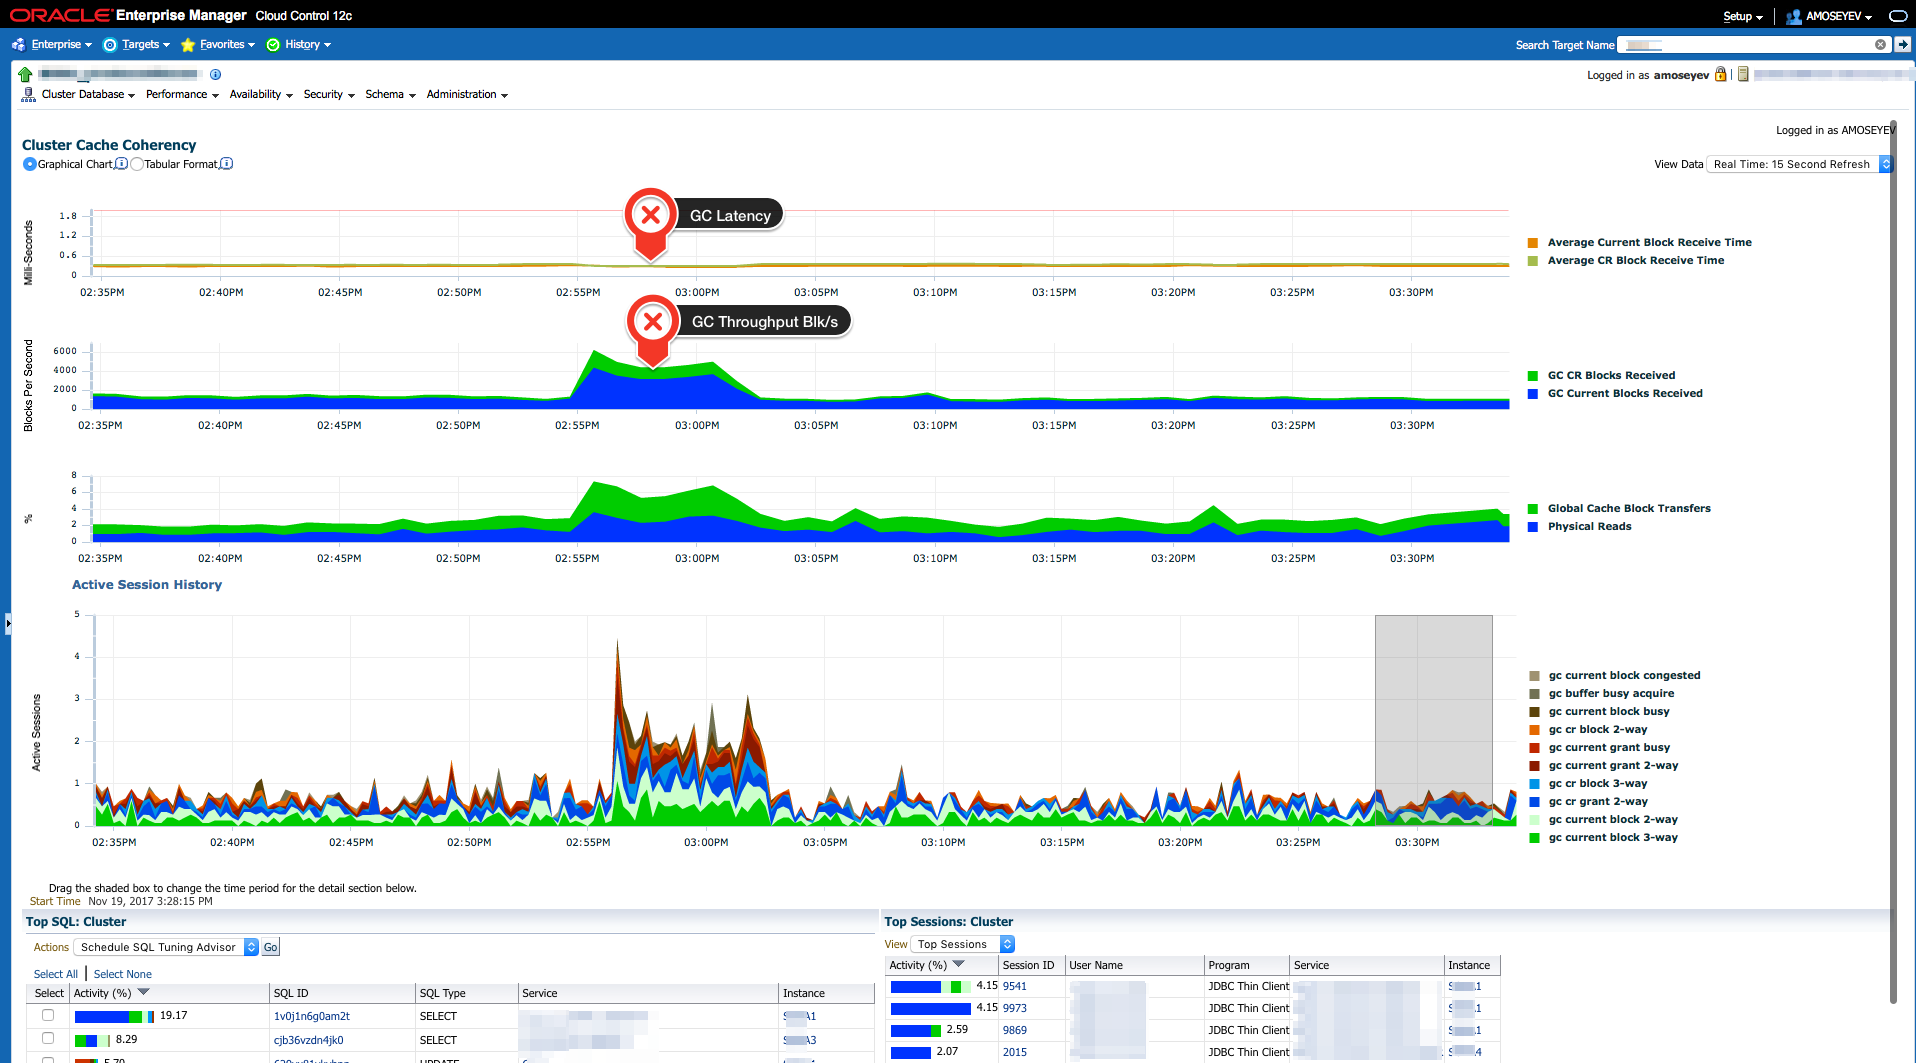 ORACLE Enterprise Manager Cloud Control 12c
Setup AMOSEYEV
Enterprise Targets Favorites History
Search Target Name
Logged in as amoseyev
Cluster Database Performance Availability Security Schema Administration
Logged in as AMOSEYEV
Cluster Cache Coherency
Graphical Chart Tabular Format
View Data Real Time: 15 Second Refresh
GC Latency
Milli-Seconds
1.8
1.2
0.6
0
Average Current Block Receive Time
Average CR Block Receive Time
02:35PM 02:40PM 02:45PM 02:50PM 02:55PM 03:00PM 03:05PM 03:10PM 03:15PM 03:20PM 03:25PM 03:30PM
GC Throughput Blk/s
Blocks Per Second
6000
4000
2000
0
GC CR Blocks Received
GC Current Blocks Received
02:35PM 02:40PM 02:45PM 02:50PM 02:55PM 03:00PM 03:05PM 03:10PM 03:15PM 03:20PM 03:25PM 03:30PM
%
8
6
4
2
0
Global Cache Block Transfers
Physical Reads
02:35PM 02:40PM 02:45PM 02:50PM 02:55PM 03:00PM 03:05PM 03:10PM 03:15PM 03:20PM 03:25PM 03:30PM
Active Session History
Active Sessions
5
4
3
2
1
0
gc current block congested
gc buffer busy acquire
gc current block busy
gc cr block 2-way
gc current grant busy
gc current grant 2-way
gc cr block 3-way
gc cr grant 2-way
gc current block 2-way
gc current block 3-way
02:35PM 02:40PM 02:45PM 02:50PM 02:55PM 03:00PM 03:05PM 03:10PM 03:15PM 03:20PM 03:25PM 03:30PM
Drag the shaded box to change the time period for the detail section below.
Start Time Nov 19, 2017 3:28:15 PM
Top SQL: Cluster
Actions Schedule SQL Tuning Advisor Go
Select All | Select None
Select Activity (%) SQL ID SQL Type Service Instance
19.17 1v0j1n6g0am2t SELECT
8.29 cjb36vzdn4jk0 SELECT
Top Sessions: Cluster
View Top Sessions
Activity (%) Session ID User Name Program Service Instance
4.15 9541 JDBC Thin Client
4.15 9973 JDBC Thin Client
2.59 9869 JDBC Thin Client
2.07 2015 JDBC Thin Client